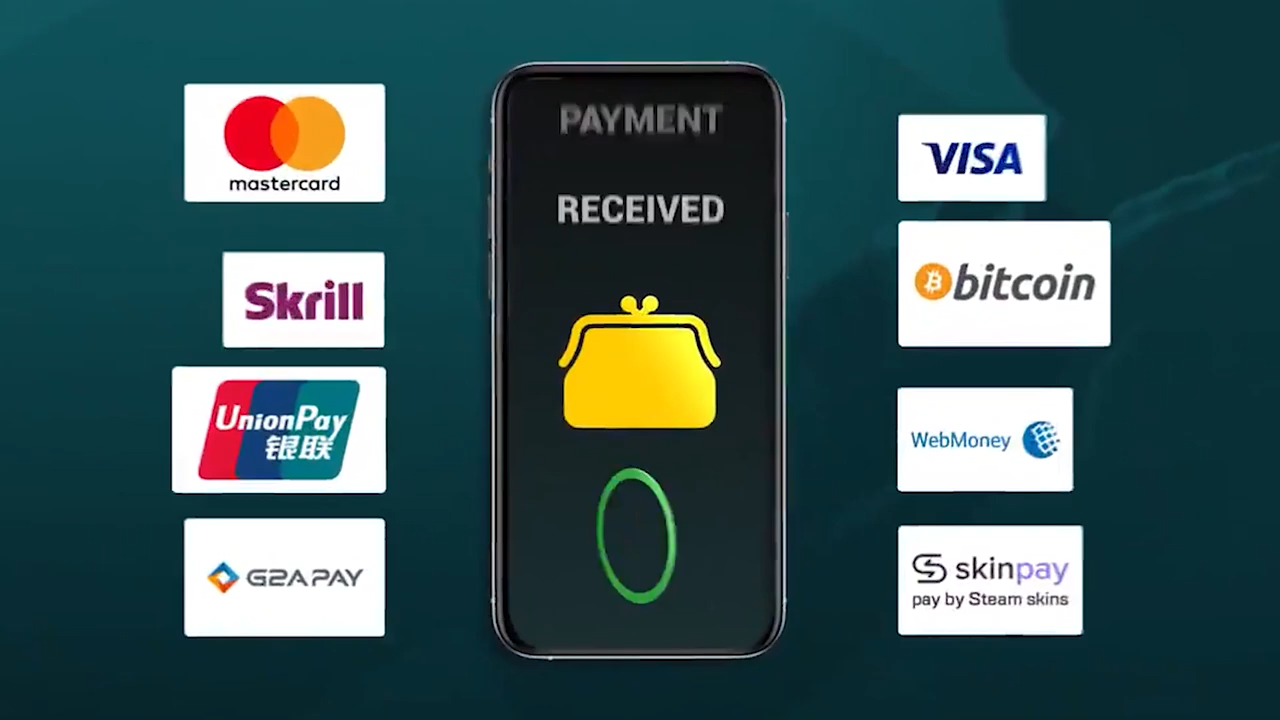 mastercard
Skrill
UnionPay
银联
G2A PAY
PAYMENT
RECEIVED
VISA
bitcoin
WebMoney
skinpay
pay by Steam skins